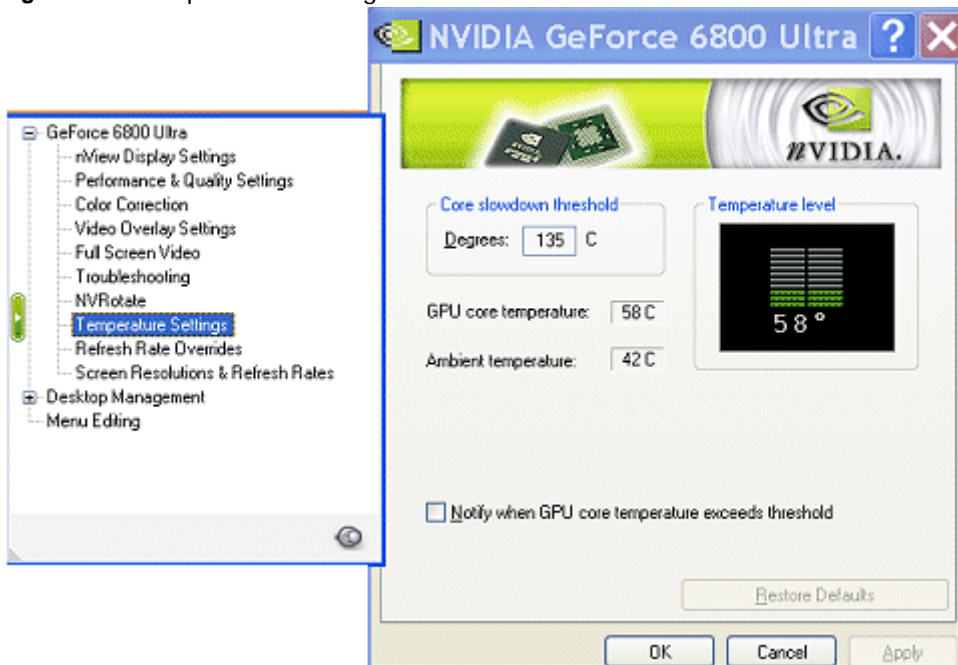 NVIDIA GeForce 6800 Ultra
NVIDIA
nVIDIA.
GeForce 6800 Ultra
nView Display Settings
Performance & Quality Settings
Color Correction
Video Overlay Settings
Full Screen Video
Troubleshooting
NVRotate
Temperature Settings
Refresh Rate Overrides
Screen Resolutions & Refresh Rates
Desktop Management
Menu Editing
Core slowdown threshold
Degrees: 135 C
Temperature level
58°
GPU core temperature: 58 C
Ambient temperature: 42 C
Notify when GPU core temperature exceeds threshold
Restore Defaults
OK Cancel Apply